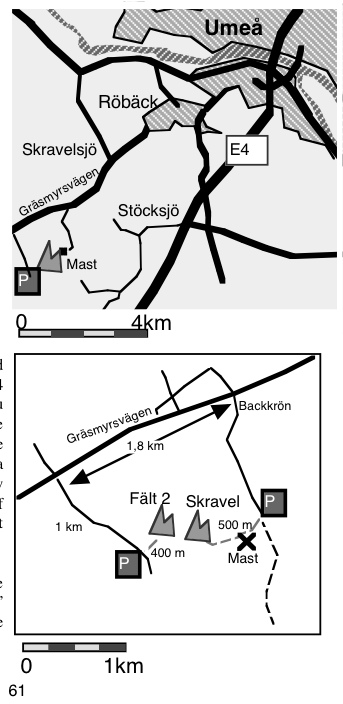 Umeå
Röbäck
Skravelsjö
E4
Gräsmyrsvägen
Stöcksjö
Mast
P
0 4km
Backkrön
Gräsmyrsvägen
1,8 km
Fält 2
Skravel
P
1 km
500 m
400 m
Mast
P
0 1km
61